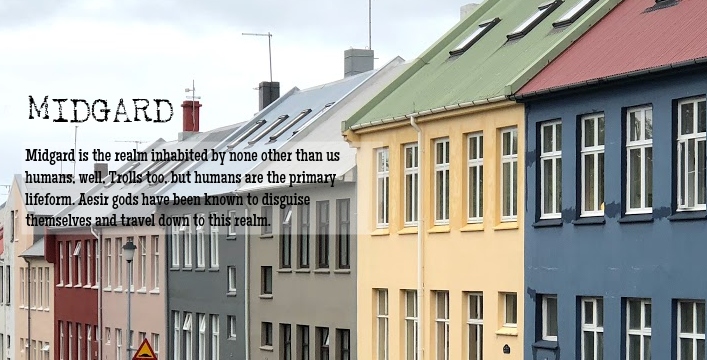 MIDGARD
Midgard is the realm inhabited by none other than us
humans, well, Trolls too, but humans are the primary
lifeform. Aesir gods have been known to disguise
themselves and travel down to this realm.